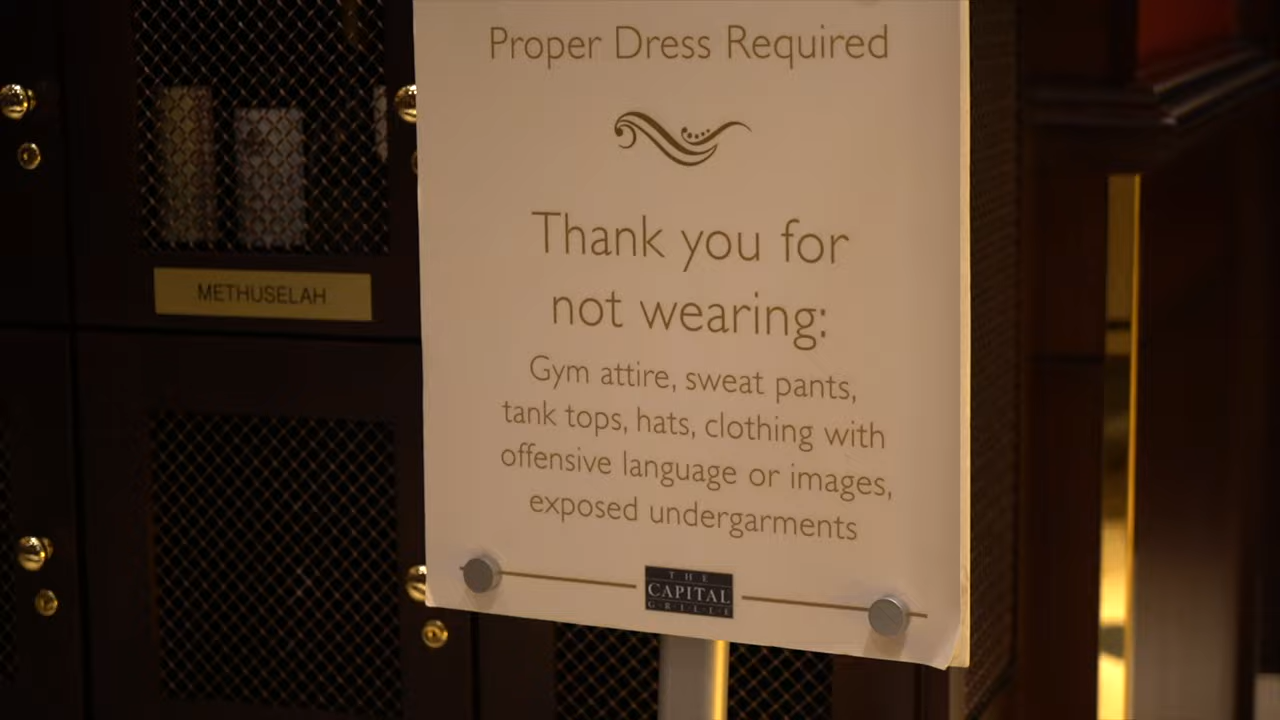 Proper Dress Required
Thank you for
not wearing:
Gym attire, sweat pants,
tank tops, hats, clothing with
offensive language or images,
exposed undergarments
THE
CAPITAL
GRILLE
METHUSELAH